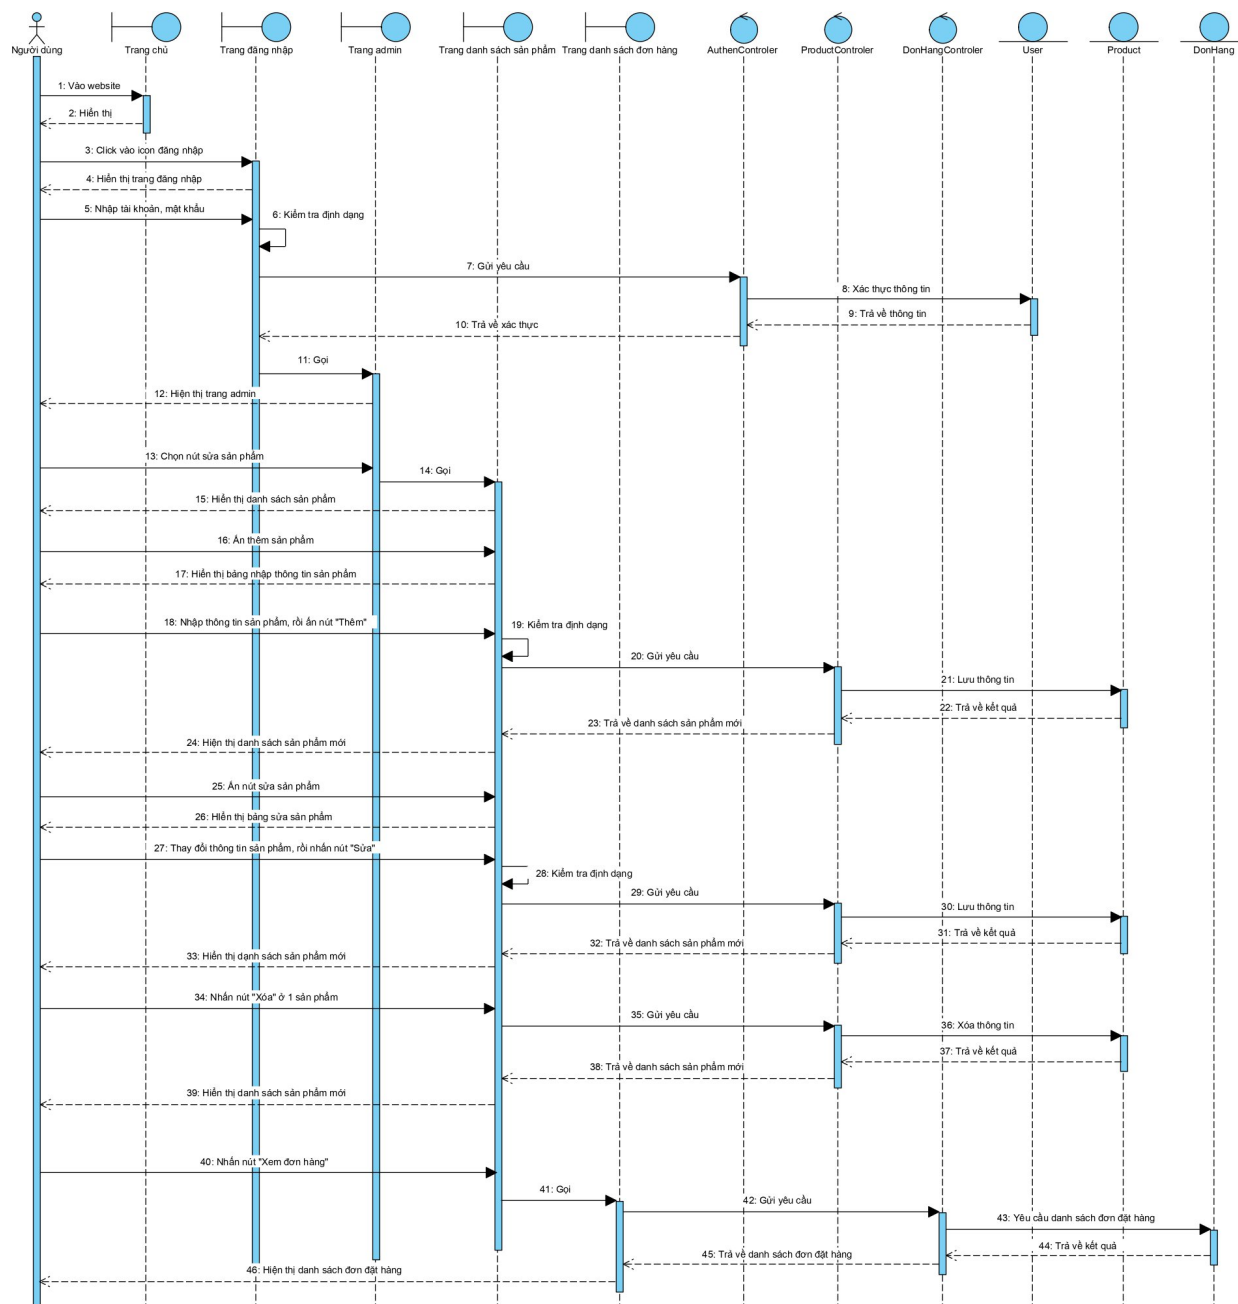 Người dùng
Trang chủ
Trang đăng nhập
Trang admin
Trang danh sách sản phẩm
Trang danh sách đơn hàng
AuthenControler
ProductControler
DonHangControler
User
Product
DonHang
1: Vào website
2: Hiển thị
3: Click vào icon đăng nhập
4: Hiển thị trang đăng nhập
5: Nhập tài khoản, mật khẩu
6: Kiểm tra định dạng
7: Gửi yêu cầu
8: Xác thực thông tin
9: Trả về thông tin
10: Trả về xác thực
11: Gọi
12: Hiện thị trang admin
13: Chọn nút sửa sản phẩm
14: Gọi
15: Hiển thị danh sách sản phẩm
16: Ấn thêm sản phẩm
17: Hiển thị bảng nhập thông tin sản phẩm
18: Nhập thông tin sản phẩm, rồi ấn nút "Thêm"
19: Kiểm tra định dạng
20: Gửi yêu cầu
21: Lưu thông tin
22: Trả về kết quả
23: Trả về danh sách sản phẩm mới
24: Hiện thị danh sách sản phẩm mới
25: Ấn nút sửa sản phẩm
26: HIển thị bảng sửa sản phẩm
27: Thay đổi thông tin sản phẩm, rồi nhấn nút "Sửa"
28: Kiểm tra định dạng
29: Gửi yêu cầu
30: Lưu thông tin
31: Trả về kết quả
32: Trả về danh sách sản phẩm mới
33: Hiển thị danh sách sản phẩm mới
34: Nhấn nút "Xóa" ở 1 sản phẩm
35: Gửi yêu cầu
36: Xóa thông tin
37: Trả về kết quả
38: Trả về danh sách sản phẩm mới
39: Hiển thị danh sách sản phẩm mới
40: Nhấn nút "Xem đơn hàng"
41: Gọi
42: Gửi yêu cầu
43: Yêu cầu danh sách đơn đặt hàng
44: Trả về kết quả
45: Trả về danh sách đơn đặt hàng
46: Hiện thị danh sách đơn đặt hàng